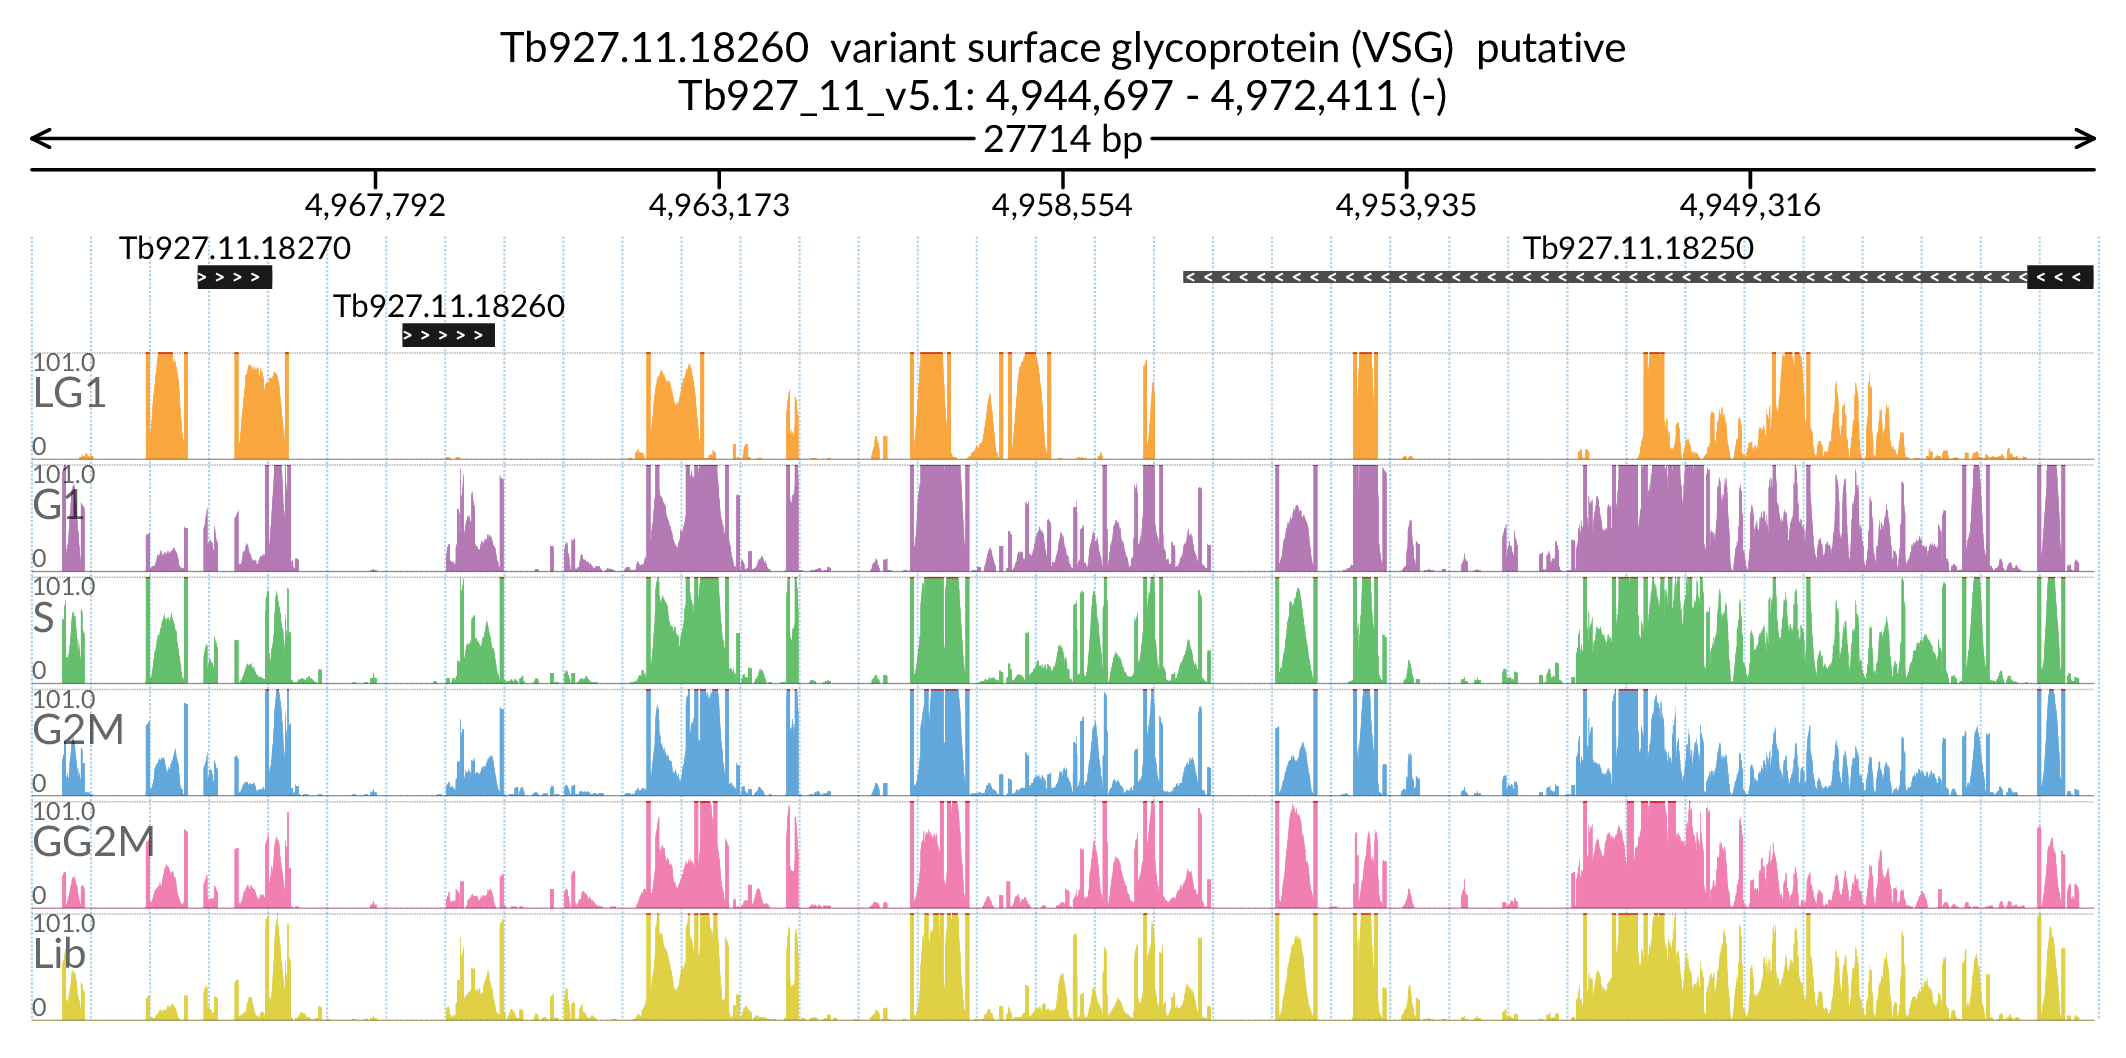 Tb927.11.18260  variant surface glycoprotein (VSG)  putative
Tb927_11_v5.1: 4,944,697 - 4,972,411 (-)
27714 bp
4,967,792 4,963,173 4,958,554 4,953,935 4,949,316
Tb927.11.18270 Tb927.11.18250
Tb927.11.18260
101.0
LG1
0
101.0
G1
0
101.0
S
0
101.0
G2M
0
101.0
GG2M
0
101.0
Lib
0